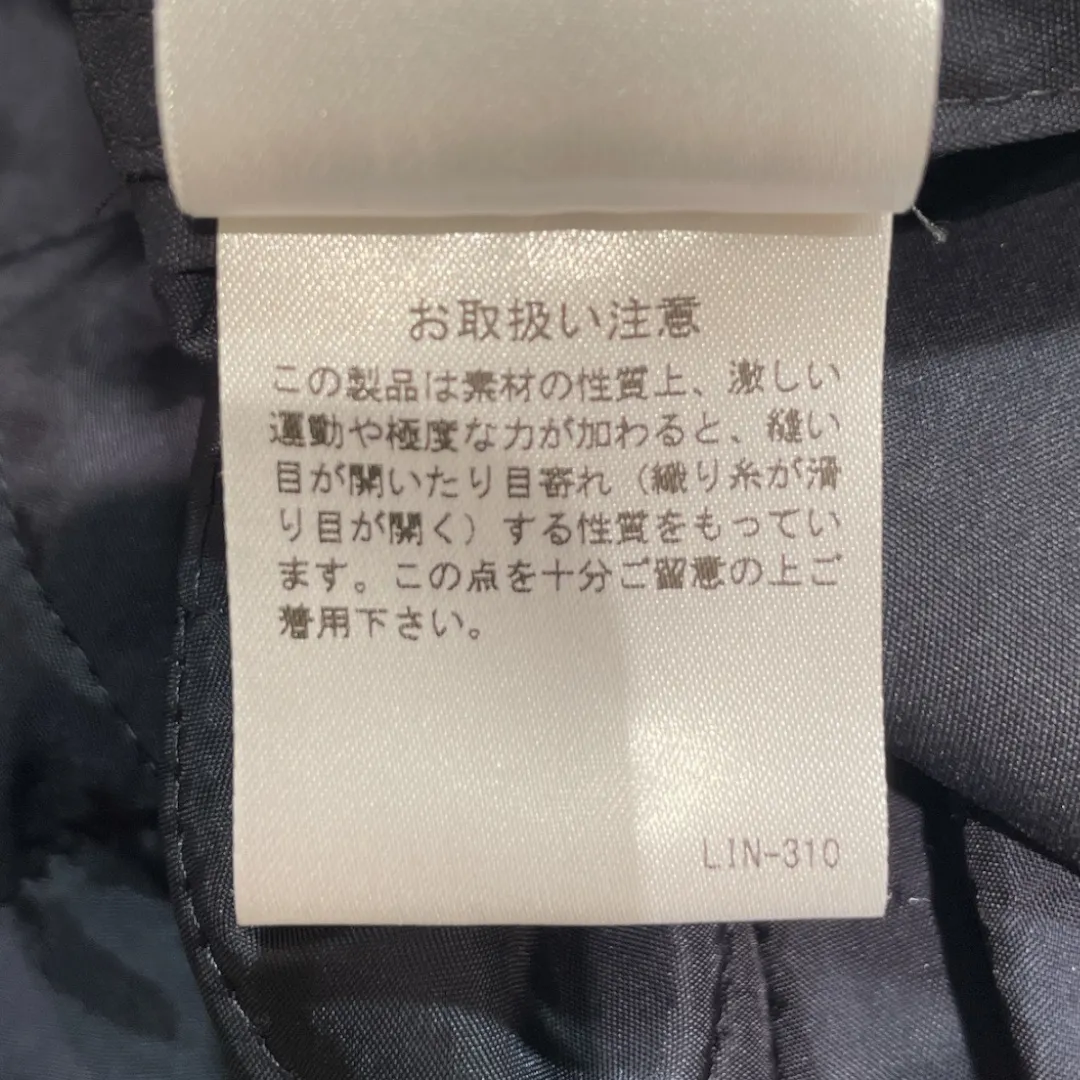 お取扱い注意
この製品は素材の性質上、激しい
運動や極度な力が加わると、縫い
目が開いたり目寄れ（織り糸が滑
り目が開く）する性質をもってい
ます。この点を十分ご留意の上ご
着用下さい。
LIN-310